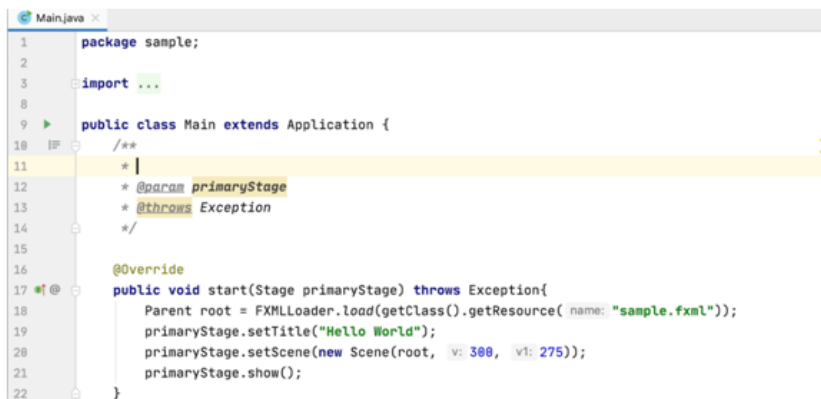 Main.java
1 package sample;
2
3 import ...
8
9 public class Main extends Application {
10 /**
11 *
12 * @param primaryStage
13 * @throws Exception
14 */
15
16 @Override
17 @ public void start(Stage primaryStage) throws Exception{
18 Parent root = FXMLLoader.load(getClass().getResource( name: "sample.fxml"));
19 primaryStage.setTitle("Hello World");
20 primaryStage.setScene(new Scene(root, v: 300, v1: 275));
21 primaryStage.show();
22 }